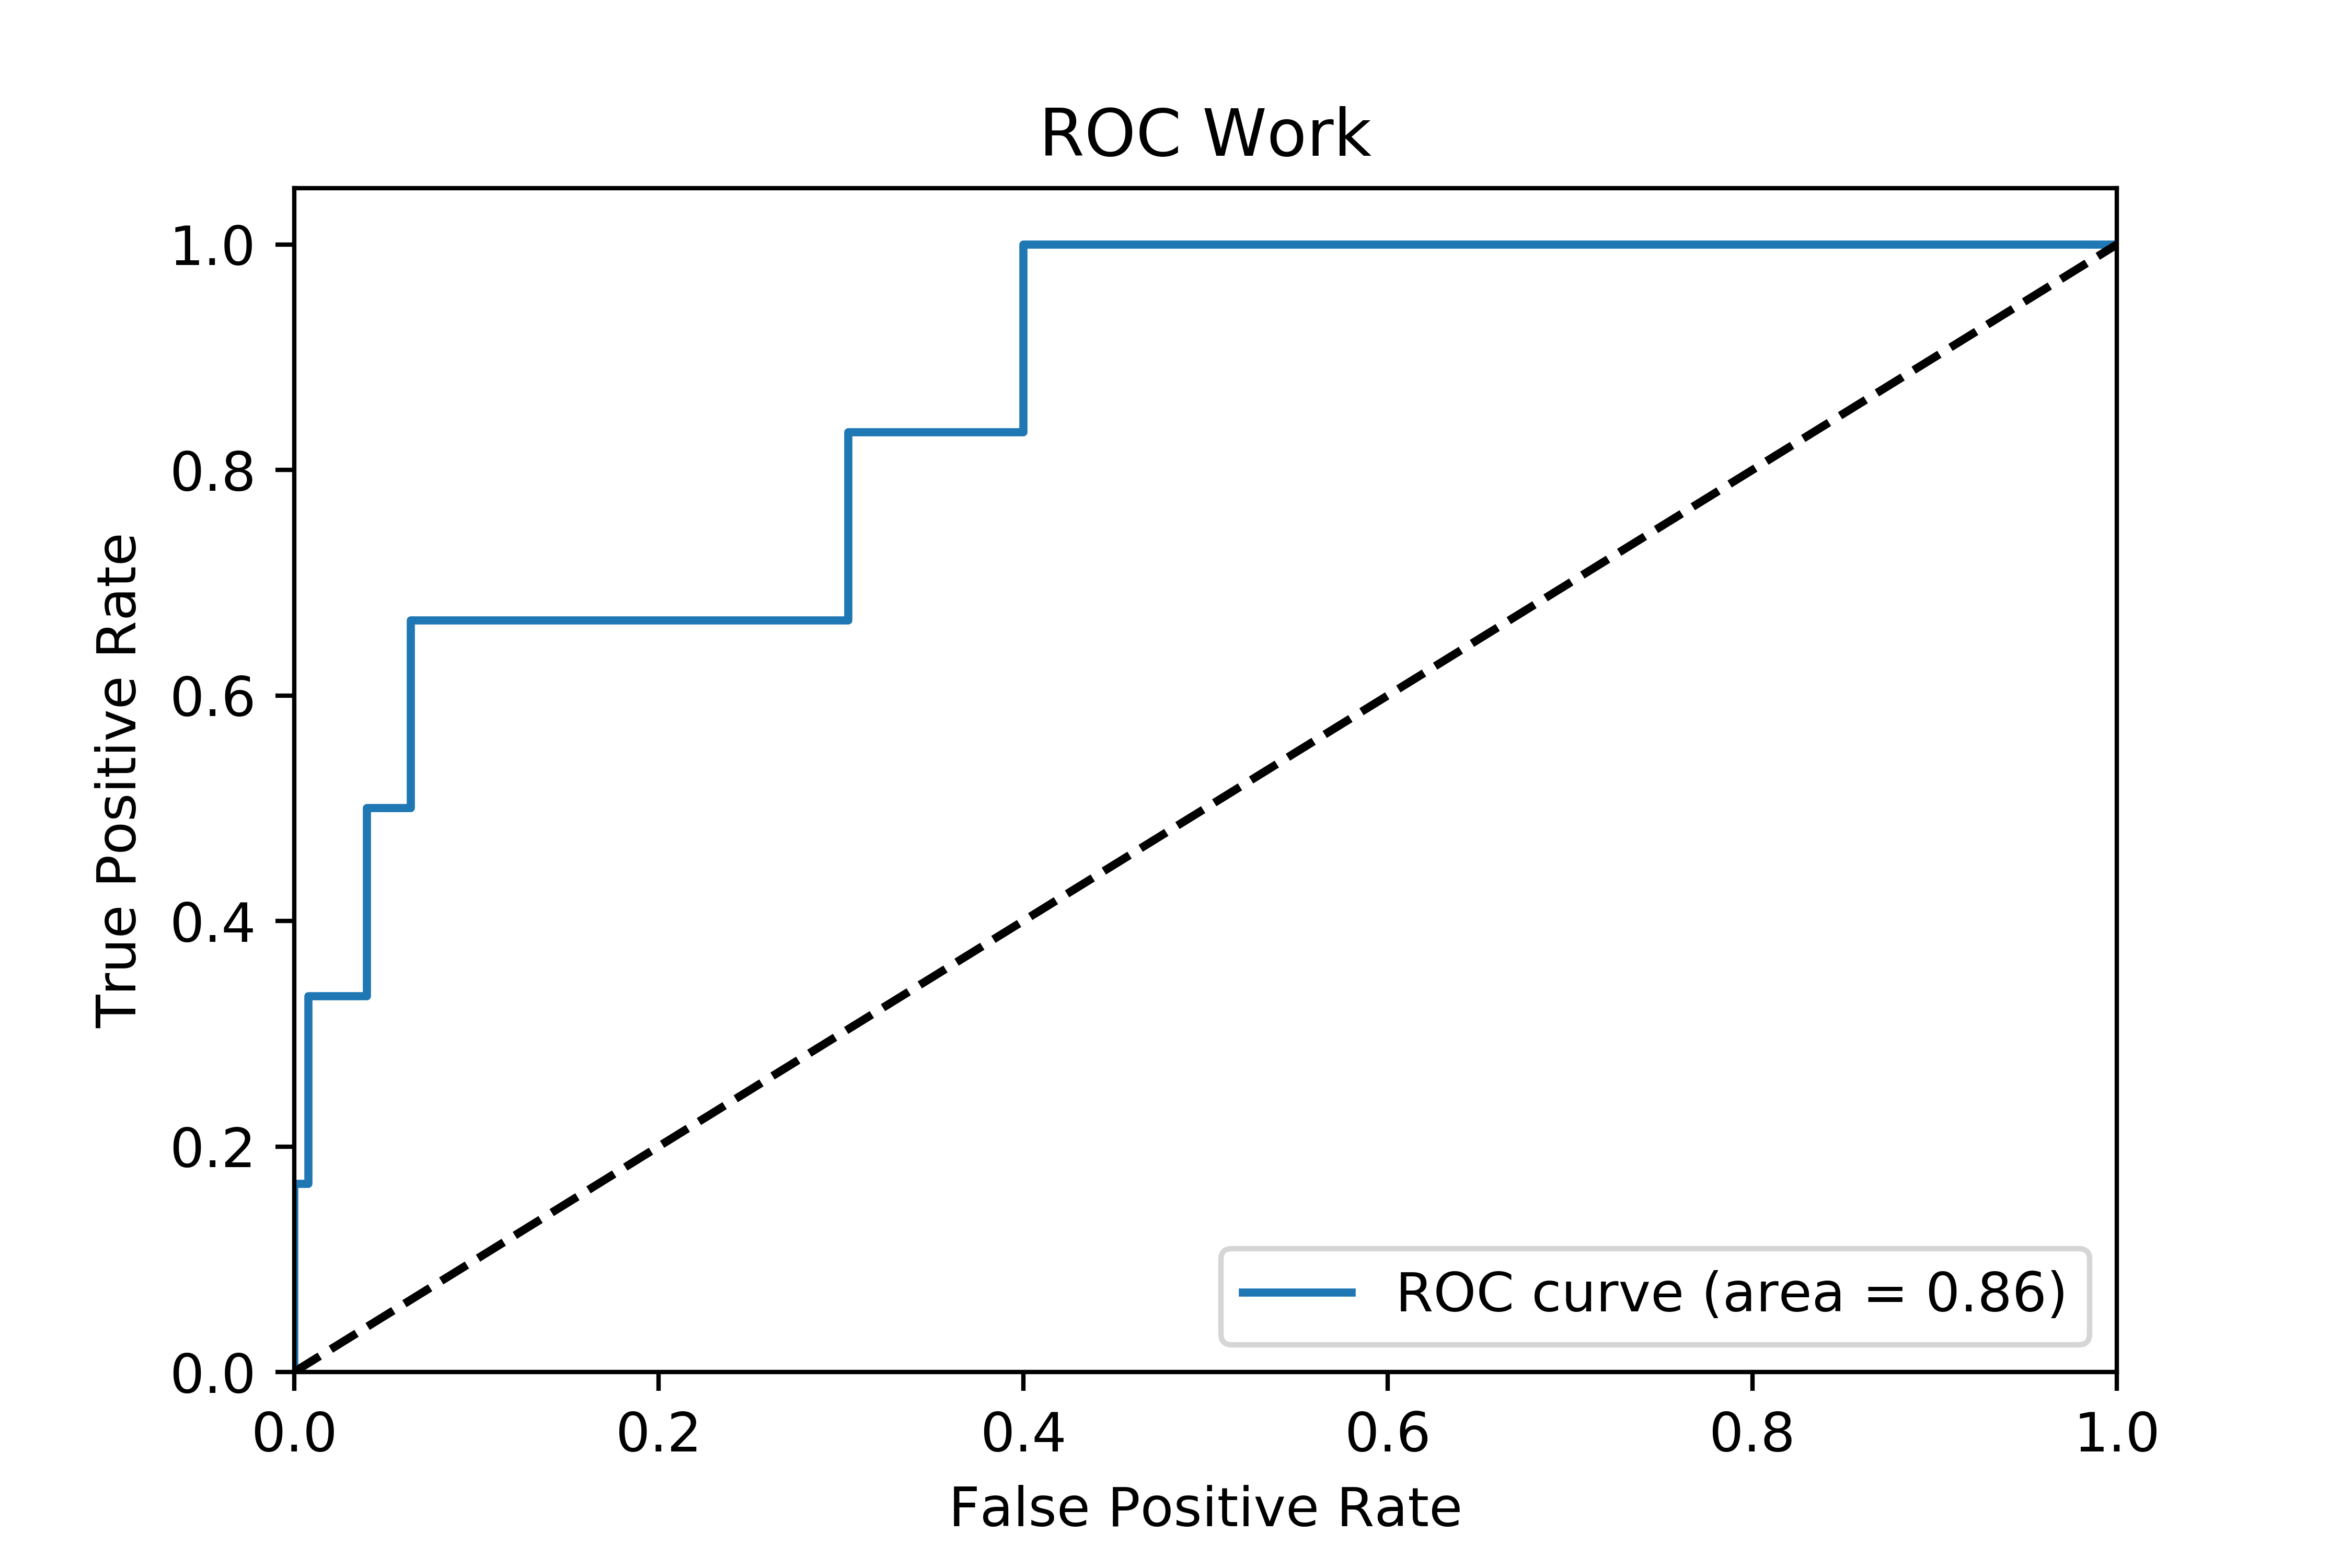 ROC Work
1.0
0.8
0.6
0.4
0.2
0.0
True Positive Rate
ROC curve (area = 0.86)
0.0 0.2 0.4 0.6 0.8 1.0
False Positive Rate